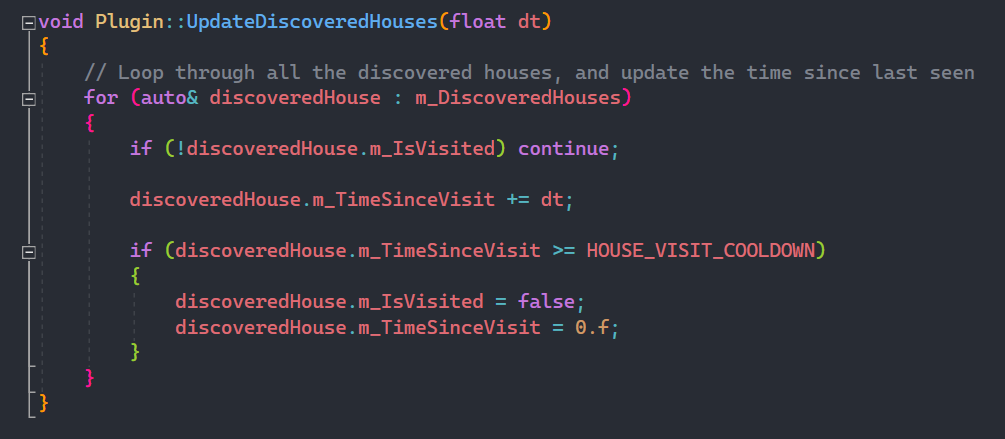 void Plugin::UpdateDiscoveredHouses(float dt)
{
    // Loop through all the discovered houses, and update the time since last seen
    for (auto& discoveredHouse : m_DiscoveredHouses)
    {
        if (!discoveredHouse.m_IsVisited) continue;

        discoveredHouse.m_TimeSinceVisit += dt;

        if (discoveredHouse.m_TimeSinceVisit >= HOUSE_VISIT_COOLDOWN)
        {
            discoveredHouse.m_IsVisited = false;
            discoveredHouse.m_TimeSinceVisit = 0.f;
        }
    }
}